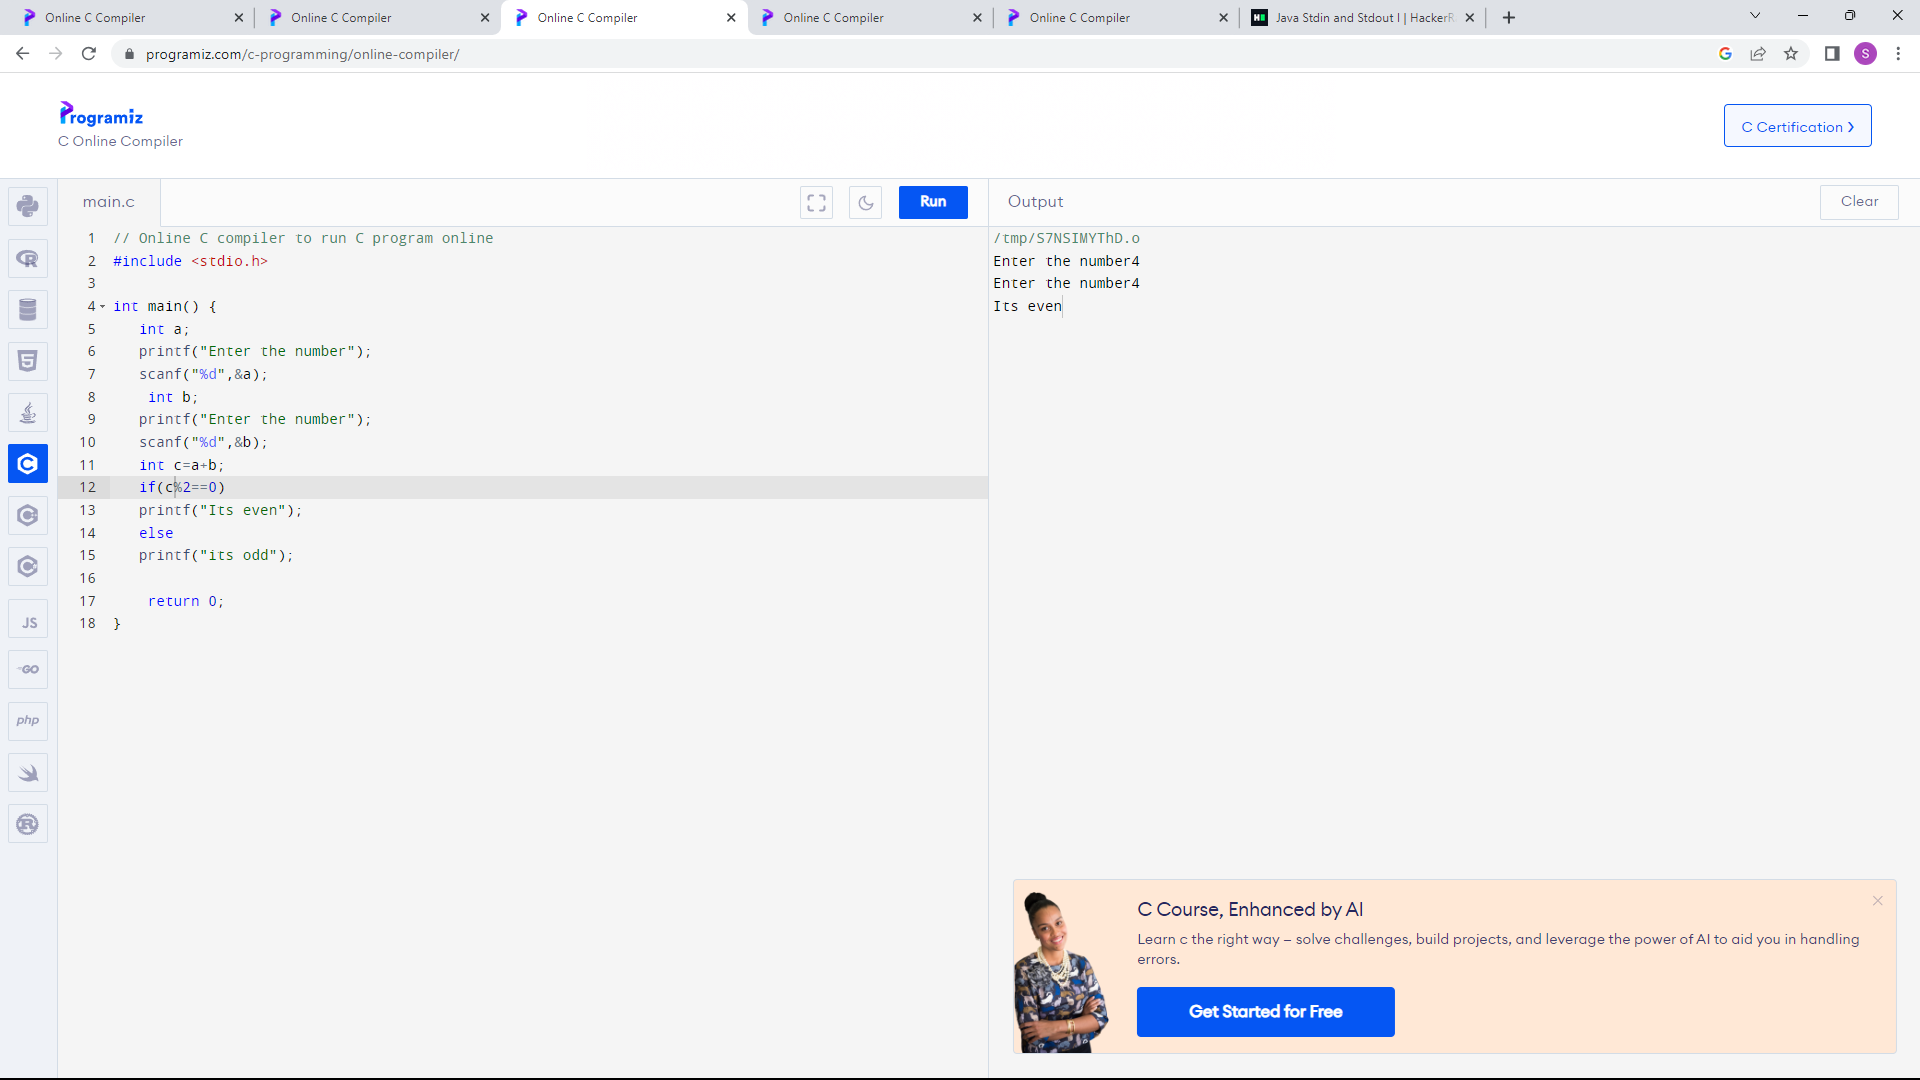 Online C Compiler
Online C Compiler
Online C Compiler
Online C Compiler
Online C Compiler
Java Stdin and Stdout I | HackerR
programiz.com/c-programming/online-compiler/
S
Programiz
C Online Compiler
C Certification
main.c
Run
Output
Clear
1 // Online C compiler to run C program online
2 #include <stdio.h>
3
4 int main() {
5 int a;
6 printf("Enter the number");
7 scanf("%d",&a);
8 int b;
9 printf("Enter the number");
10 scanf("%d",&b);
11 int c=a+b;
12 if(c%2==0)
13 printf("Its even");
14 else
15 printf("its odd");
16
17 return 0;
18 }
/tmp/S7NSIMYThD.o
Enter the number4
Enter the number4
Its even
JS
GO
php
C Course, Enhanced by AI
Learn c the right way – solve challenges, build projects, and leverage the power of AI to aid you in handling
errors.
Get Started for Free